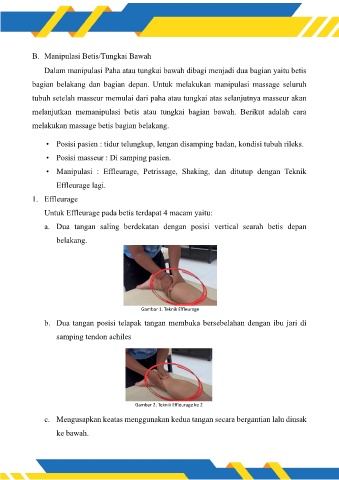 B. Manipulasi Betis/Tungkai Bawah
Dalam manipulasi Paha atau tungkai bawah dibagi menjadi dua bagian yaitu betis
bagian belakang dan bagian depan. Untuk melakukan manipulasi massage seluruh
tubuh setelah masseur memulai dari paha atau tungkai atas selanjutnya masseur akan
melanjutkan memanipulasi betis atau tungkai bagian bawah. Berikut adalah cara
melakukan massage betis bagian belakang.
• Posisi pasien : tidur telungkup, lengan disamping badan, kondisi tubuh rileks.
• Posisi masseur : Di samping pasien.
• Manipulasi : Effleurage, Petrissage, Shaking, dan ditutup dengan Teknik
Effleurage lagi.
1. Effleurage
Untuk Effleurage pada betis terdapat 4 macam yaitu:
a. Dua tangan saling berdekatan dengan posisi vertical searah betis depan
belakang.
Gambar 1. Teknik Effleurage
b. Dua tangan posisi telapak tangan membuka bersebelahan dengan ibu jari di
samping tendon achiles
Gambar 2. Teknik Effleurage ke 2
c. Mengusapkan keatas menggunakan kedua tangan secara bergantian lalu diusak
ke bawah.